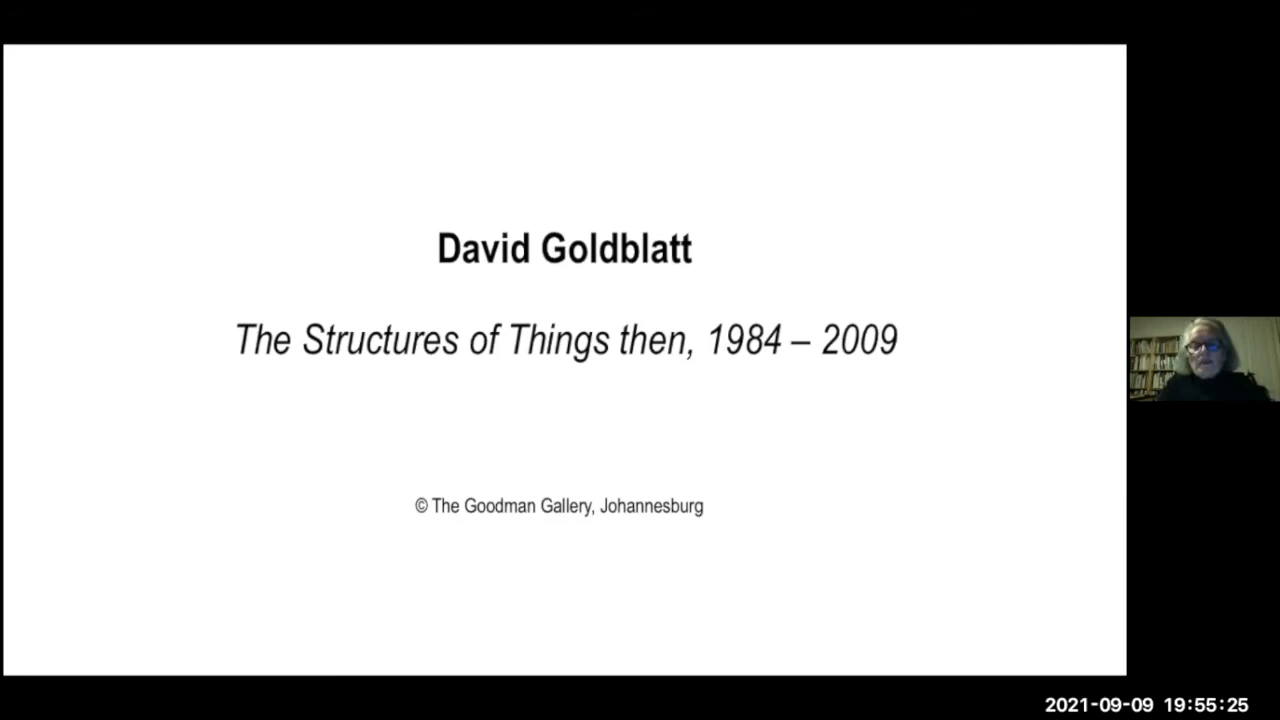 David Goldblatt
The Structures of Things then, 1984 – 2009
© The Goodman Gallery, Johannesburg
2021-09-09 19:55:25